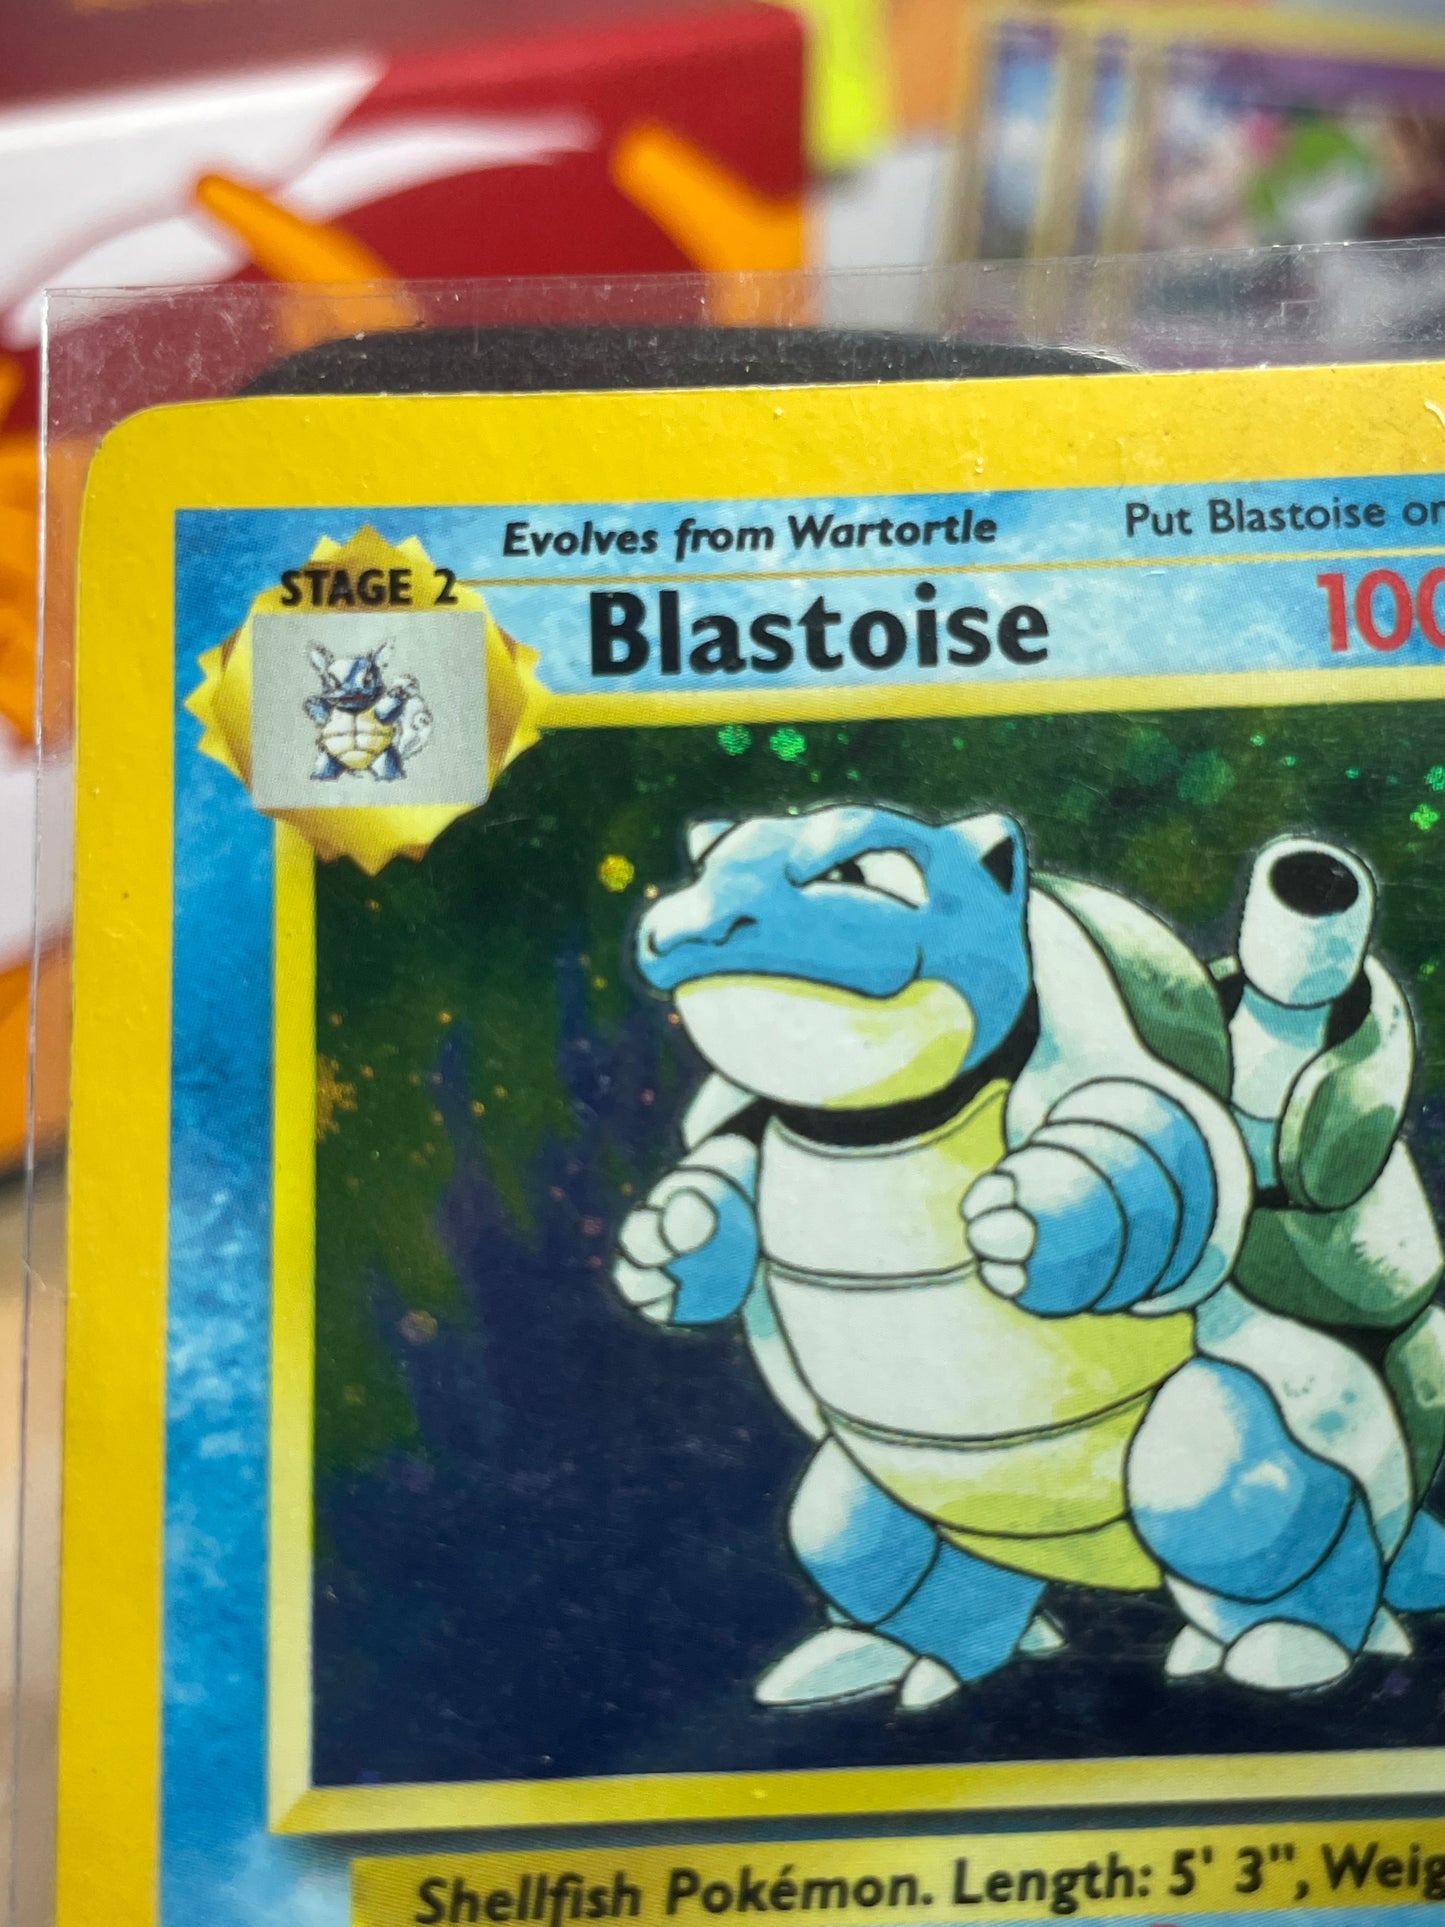 Evolves from Wartortle Put Blastoise on
STAGE 2
Blastoise 100
Shellfish Pokémon. Length: 5' 3", Weig